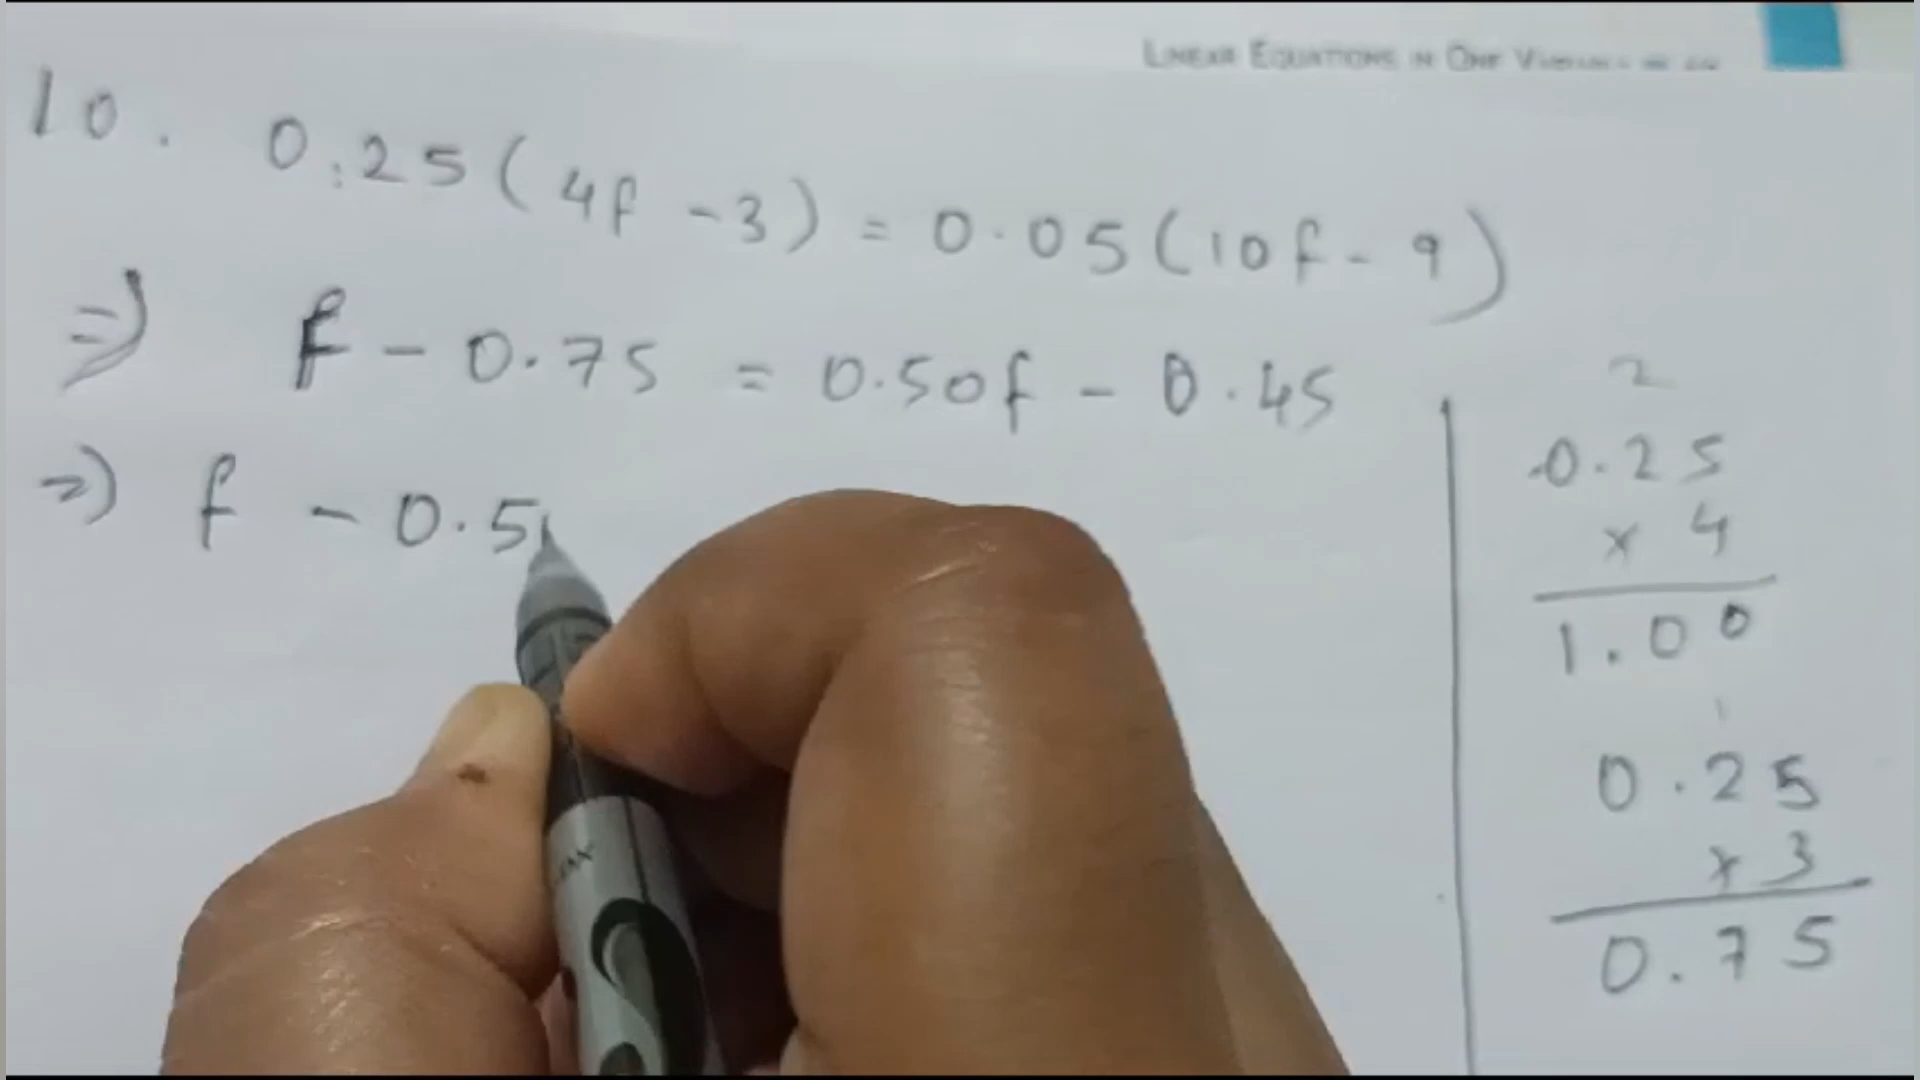 LINEAR EQUATIONS IN ONE
10. 0.25(4f - 3) = 0.05(10f - 9)
=) f - 0.75 = 0.50f - 0.45
=) f - 0.5
2
0.25
x 4
1.00
1
0.25
x 3
0.75